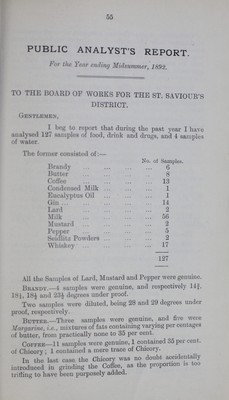 55
PUBLIC ANALYST'S REPORT.
For the Year ending Midsummer, 1892.
TO THE BOARD OF WORKS FOR THE ST. SAVIOUR'S
DISTRICT.
GENTLEMEN,
I beg to report that during the past year I have
analysed 127 samples of food, drink and drugs, and 4 samples
of water.
The former consisted of:—
No. of Samples.
Brandy ... ... ... ... 6
Butter ... ... ... ... 8
Coffee ... ... ... ... 13
Condensed Milk ... ... ... 1
Eucalyptus Oil ... ... ... 1
Gin ... ... ... ... 14
Lard ... ... ... ... 2
Milk ... ... ... ... 56
Mustard ... ... ... ... 2
Pepper ... ... ... ... 5
Seidlitz Powders ... ... ... 2
Whiskey ... ... ... ... 17
127
All the Samples of Lard, Mustard and Pepper were genuine.
BRANDY.—4 samples were genuine, and respectively 14¾,
18¼, 18½ and 23½ degrees under proof.
Two samples were diluted, being 28 and 29 degrees under
proof, respectively.
BUTTER.—Three samples were genuine, and five were
Margarine, i.e., mixtures of fats containing varying per centages
of butter, from practically none to 35 per cent.
COFFEE—11 samples were genuine, 1 contained 35 per cent.
of Chicory; 1 contained a mere trace of Chicory.
In the last case the Chicory was no doubt accidentally
introduced in grinding the Coffee, as the proportion is too
trifling to have been purposely added.